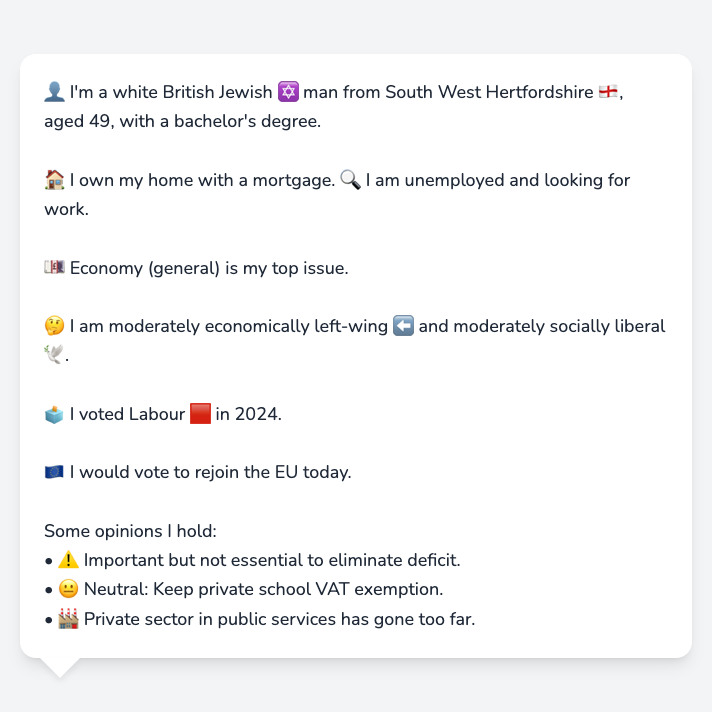 👤 I'm a white British Jewish ✡️ man from South West Hertfordshire 🏴󠁧󠁢󠁥󠁮󠁧󠁿,
aged 49, with a bachelor's degree.
🏠 I own my home with a mortgage. 🔍 I am unemployed and looking for
work.
💷 Economy (general) is my top issue.
🤔 I am moderately economically left-wing ⬅️ and moderately socially liberal
🕊️.
🗳️ I voted Labour 🟥 in 2024.
🇪🇺 I would vote to rejoin the EU today.
Some opinions I hold:
• ⚠️ Important but not essential to eliminate deficit.
• 😐 Neutral: Keep private school VAT exemption.
• 🏭 Private sector in public services has gone too far.